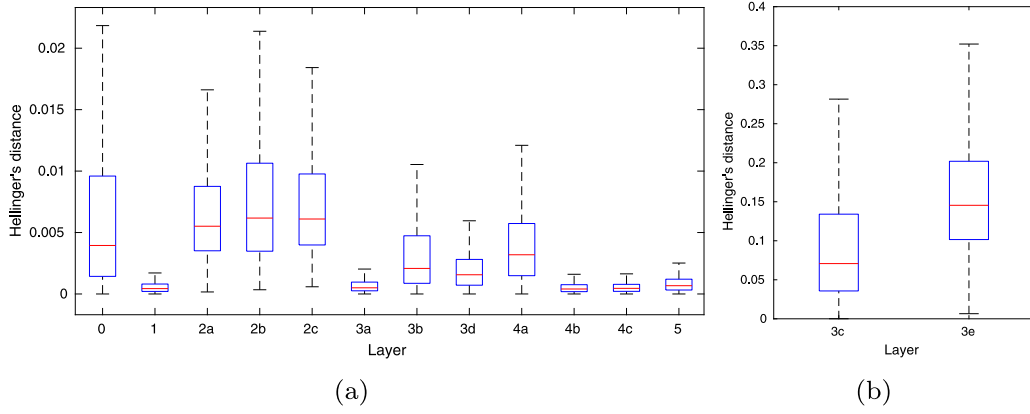 Hellinger's distance
0.02
0.015
0.01
0.005
0
0 1 2a 2b 2c 3a 3b 3d 4a 4b 4c 5
Layer
(a)
Hellinger's distance
0.4
0.35
0.3
0.25
0.2
0.15
0.1
0.05
0
3c 3e
Layer
(b)